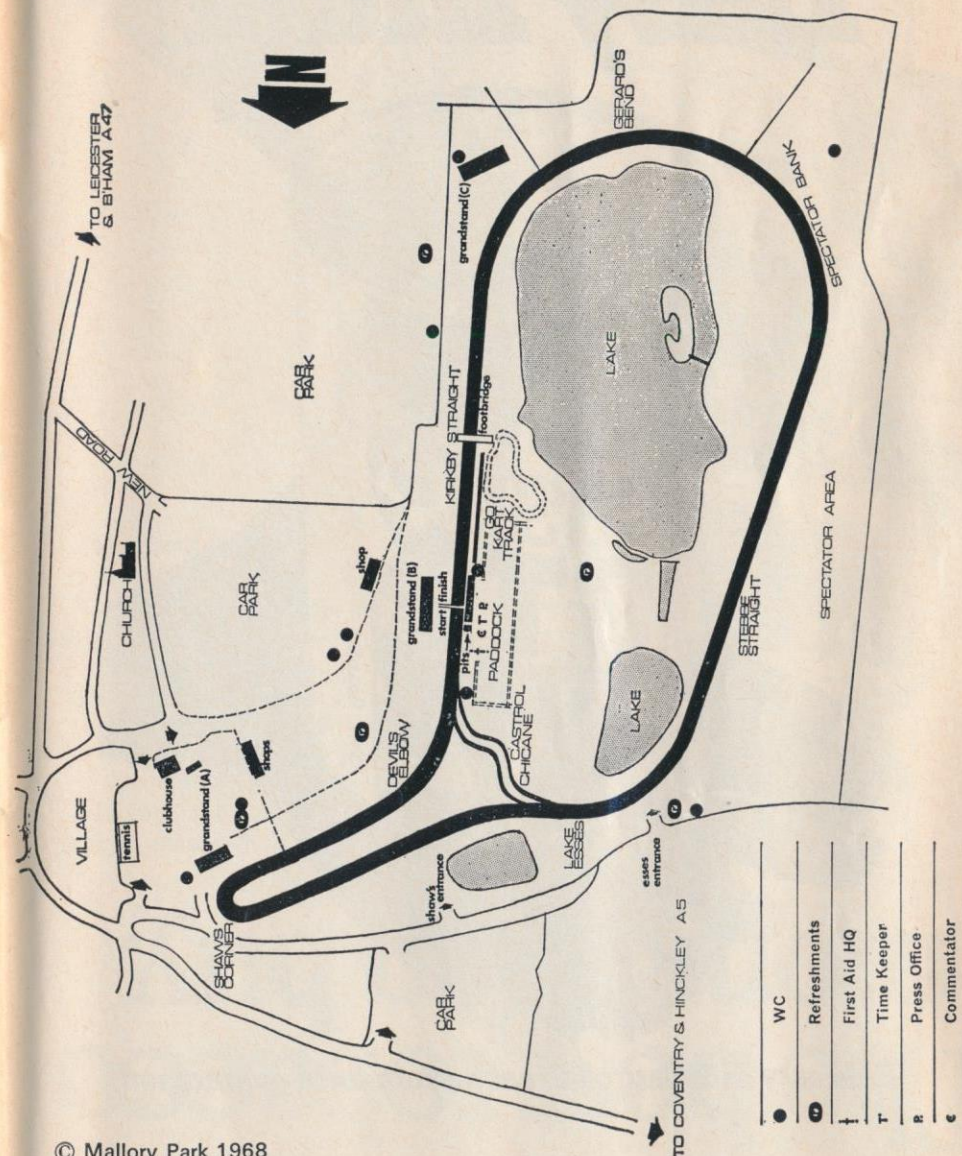 TO LEICESTER
& B'HAM A47
N
GERARD'S
BEND
grandstand (C)
SPECTATOR BANK
CAR
PARK
KIRKBY STRAIGHT
footbridge
LAKE
NEW ROAD
GO
KART
TRACK
CHURCH
CAR
PARK
shop
grandstand (B)
start finish
pits
† c T P
PADDOCK
SPECTATOR AREA
STEBBE
STRAIGHT
LAKE
CASTROL
CHICANE
DEVIL'S
ELBOW
shops
clubhouse
grandstand (A)
VILLAGE
tennis
LAKE
ESSES
esses
entrance
shaw's
entrance
SHAW'S
CORNER
CAR
PARK
TO COVENTRY & HINCKLEY A5
● WC
Refreshments
† First Aid HQ
T Time Keeper
P Press Office
c Commentator
© Mallory Park 1968